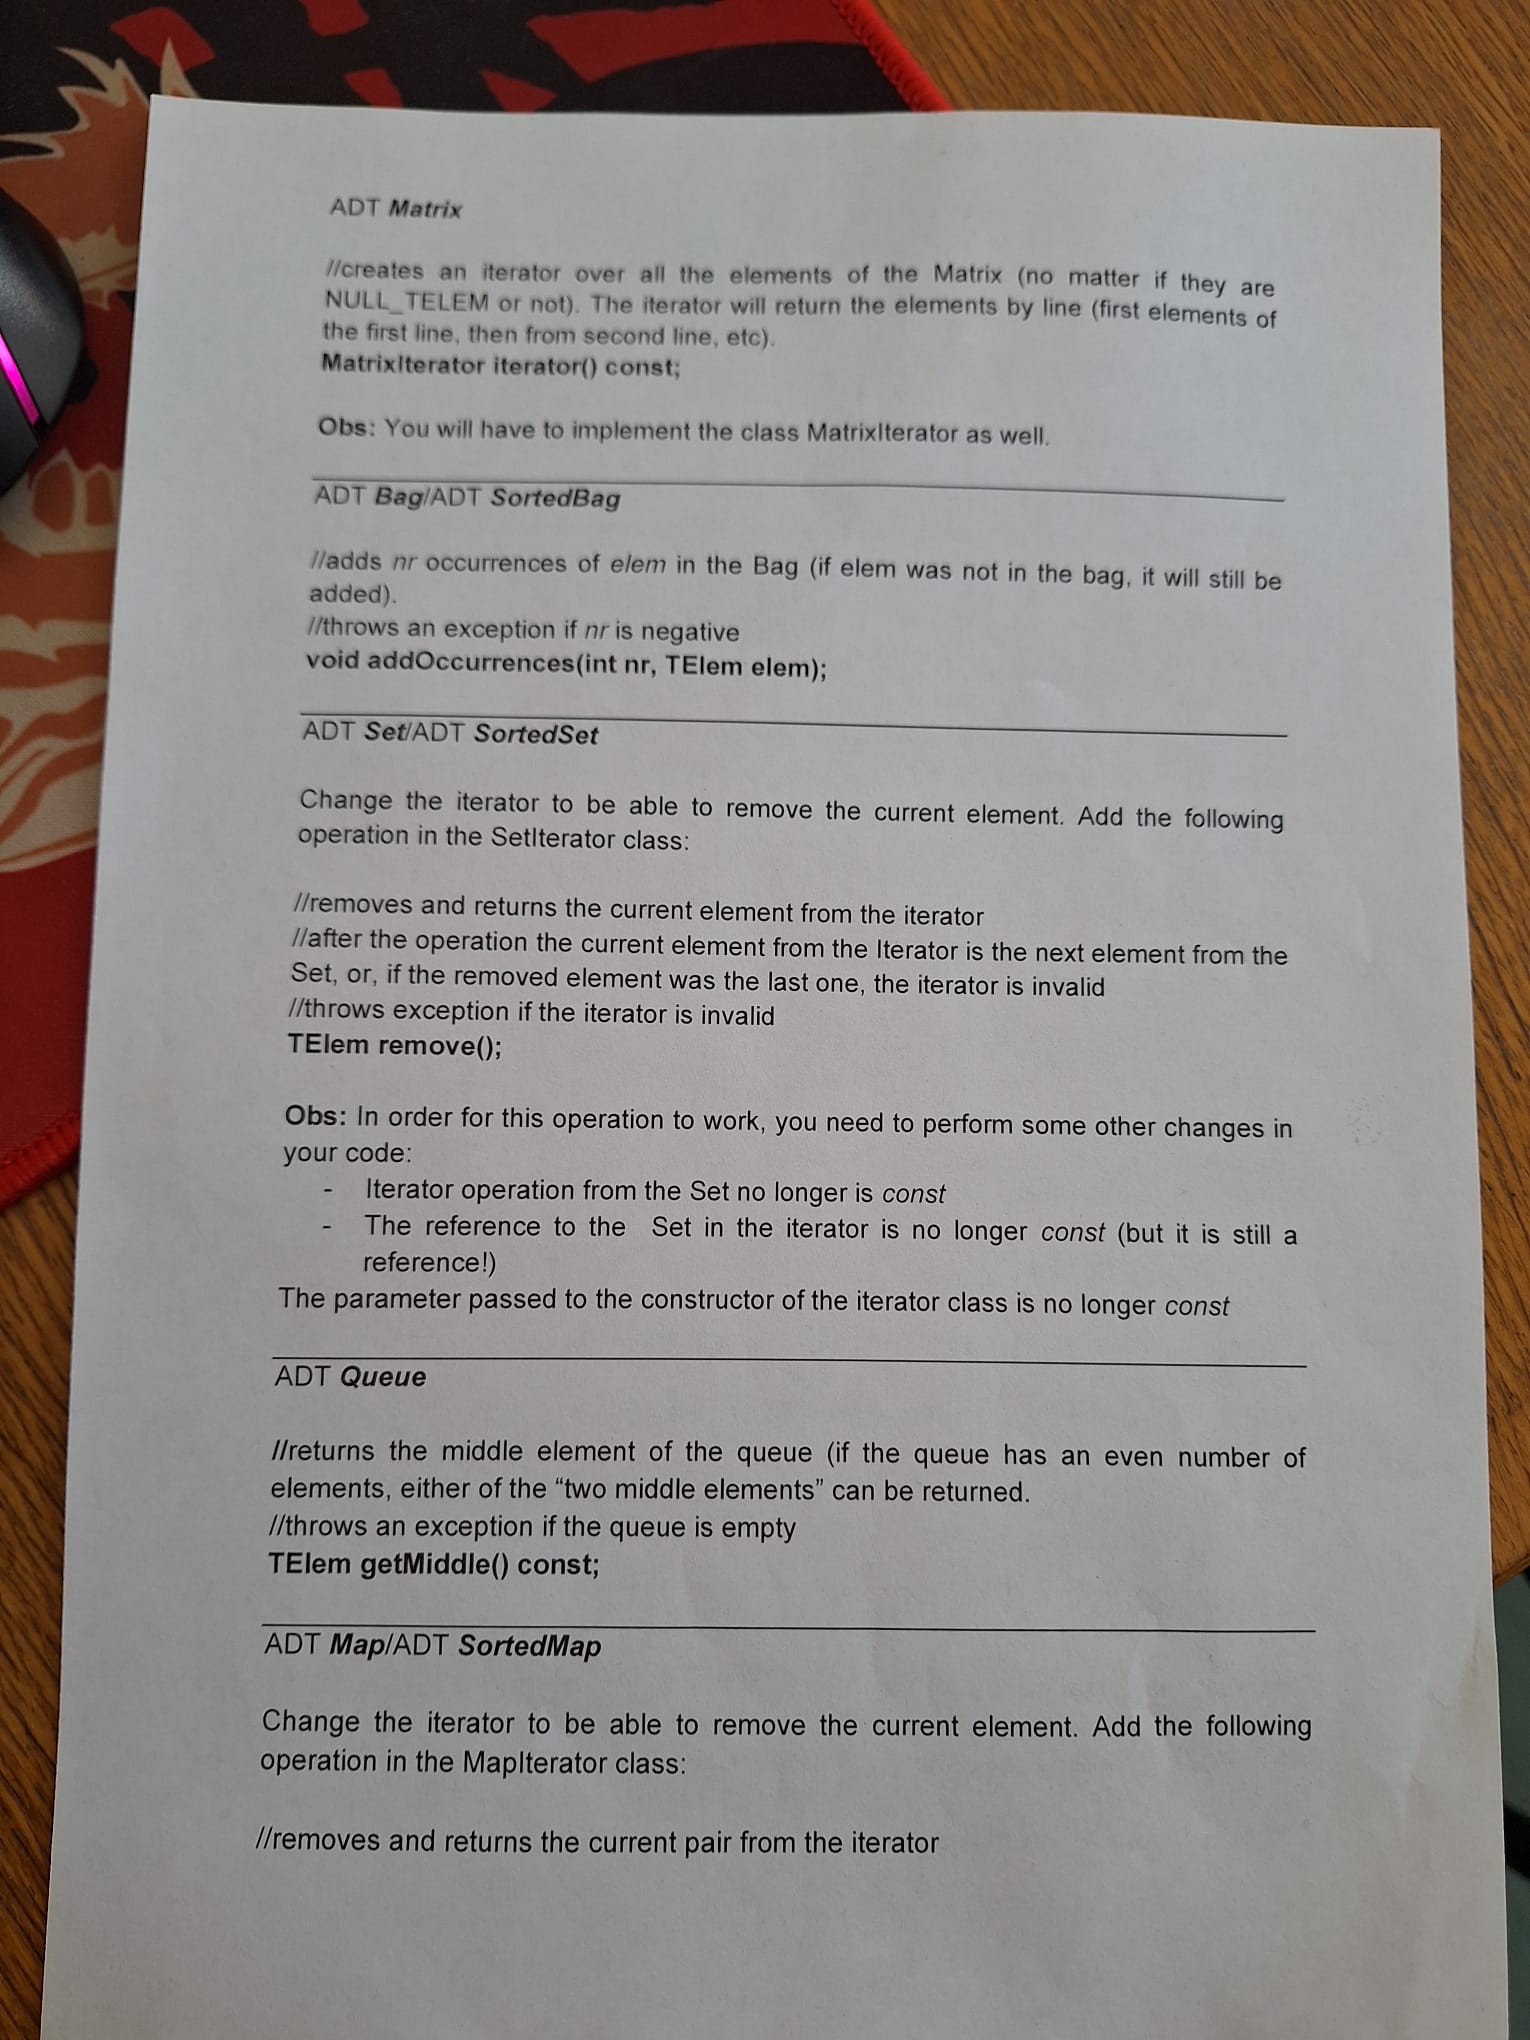 ADT Matrix
//creates an iterator over all the elements of the Matrix (no matter if they are
NULL_TELEM or not). The iterator will return the elements by line (first elements of
the first line, then from second line, etc).
MatrixIterator iterator() const;
Obs: You will have to implement the class MatrixIterator as well.
ADT Bag/ADT SortedBag
//adds nr occurrences of elem in the Bag (if elem was not in the bag, it will still be
added).
//throws an exception if nr is negative
void addOccurrences(int nr, TElem elem);
ADT Set/ADT SortedSet
Change the iterator to be able to remove the current element. Add the following
operation in the SetIterator class:
//removes and returns the current element from the iterator
//after the operation the current element from the Iterator is the next element from the
Set, or, if the removed element was the last one, the iterator is invalid
//throws exception if the iterator is invalid
TElem remove();
Obs: In order for this operation to work, you need to perform some other changes in
your code:
- Iterator operation from the Set no longer is const
- The reference to the Set in the iterator is no longer const (but it is still a
reference!)
The parameter passed to the constructor of the iterator class is no longer const
ADT Queue
//returns the middle element of the queue (if the queue has an even number of
elements, either of the “two middle elements” can be returned.
//throws an exception if the queue is empty
TElem getMiddle() const;
ADT Map/ADT SortedMap
Change the iterator to be able to remove the current element. Add the following
operation in the MapIterator class:
//removes and returns the current pair from the iterator